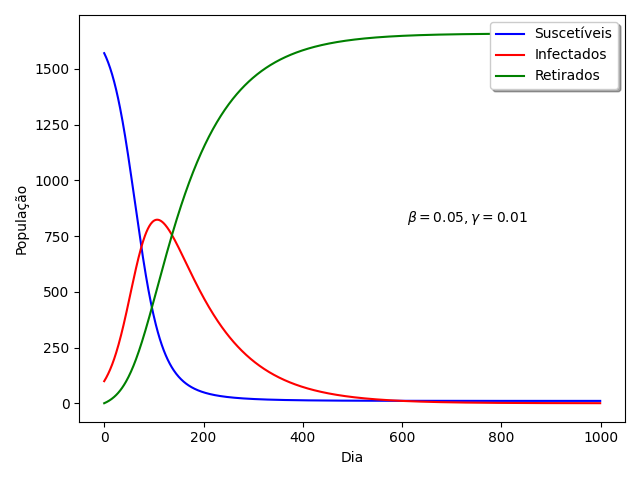 Suscetíveis
Infectados
Retirados
1500
1250
1000
750
500
250
0
População
β = 0.05, γ = 0.01
0 200 400 600 800 1000
Dia